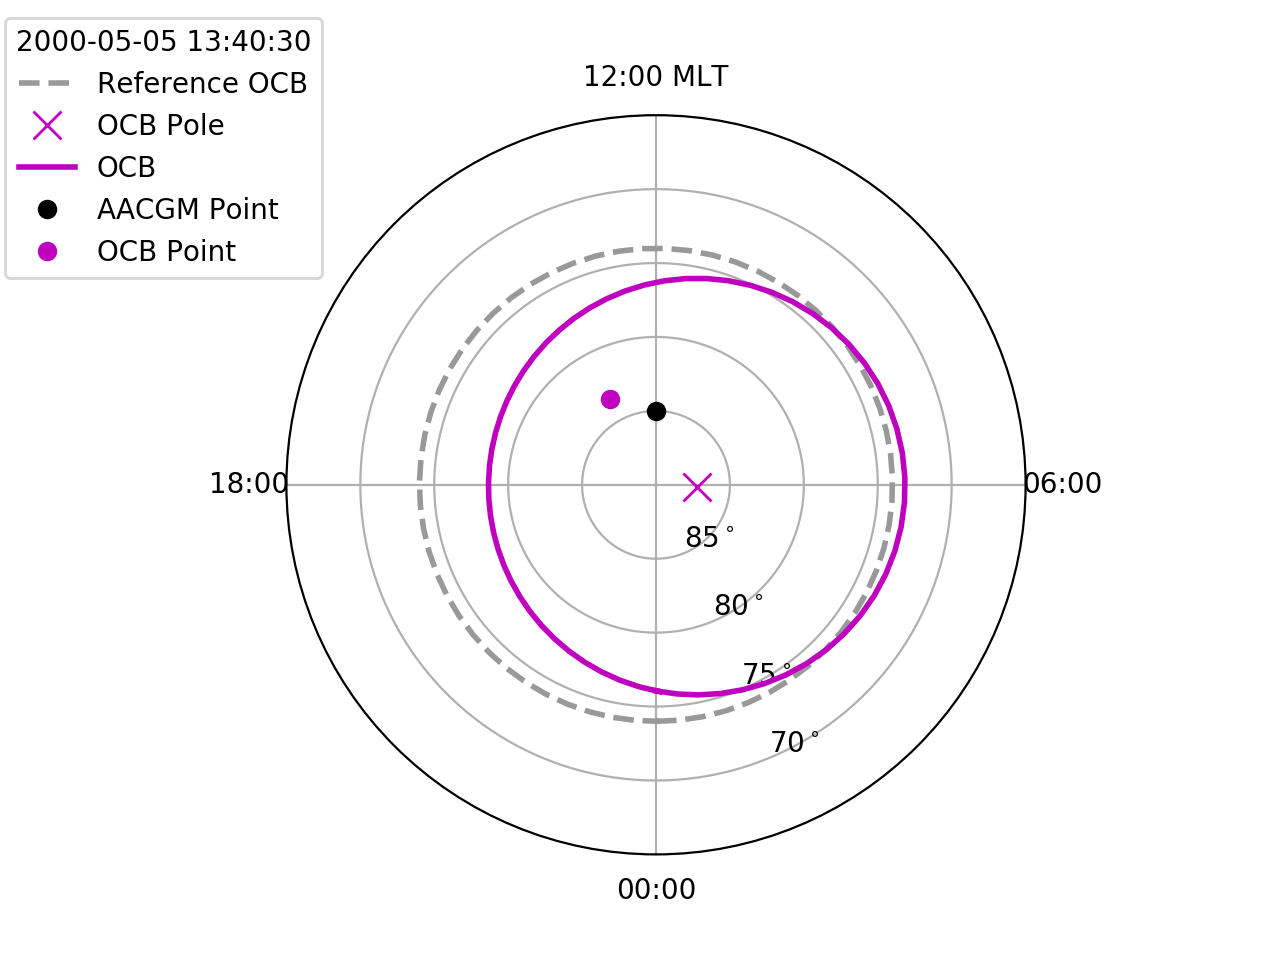 2000-05-05 13:40:30
Reference OCB
OCB Pole
OCB
AACGM Point
OCB Point
12:00 MLT
18:00
06:00
85°
80°
75°
70°
00:00